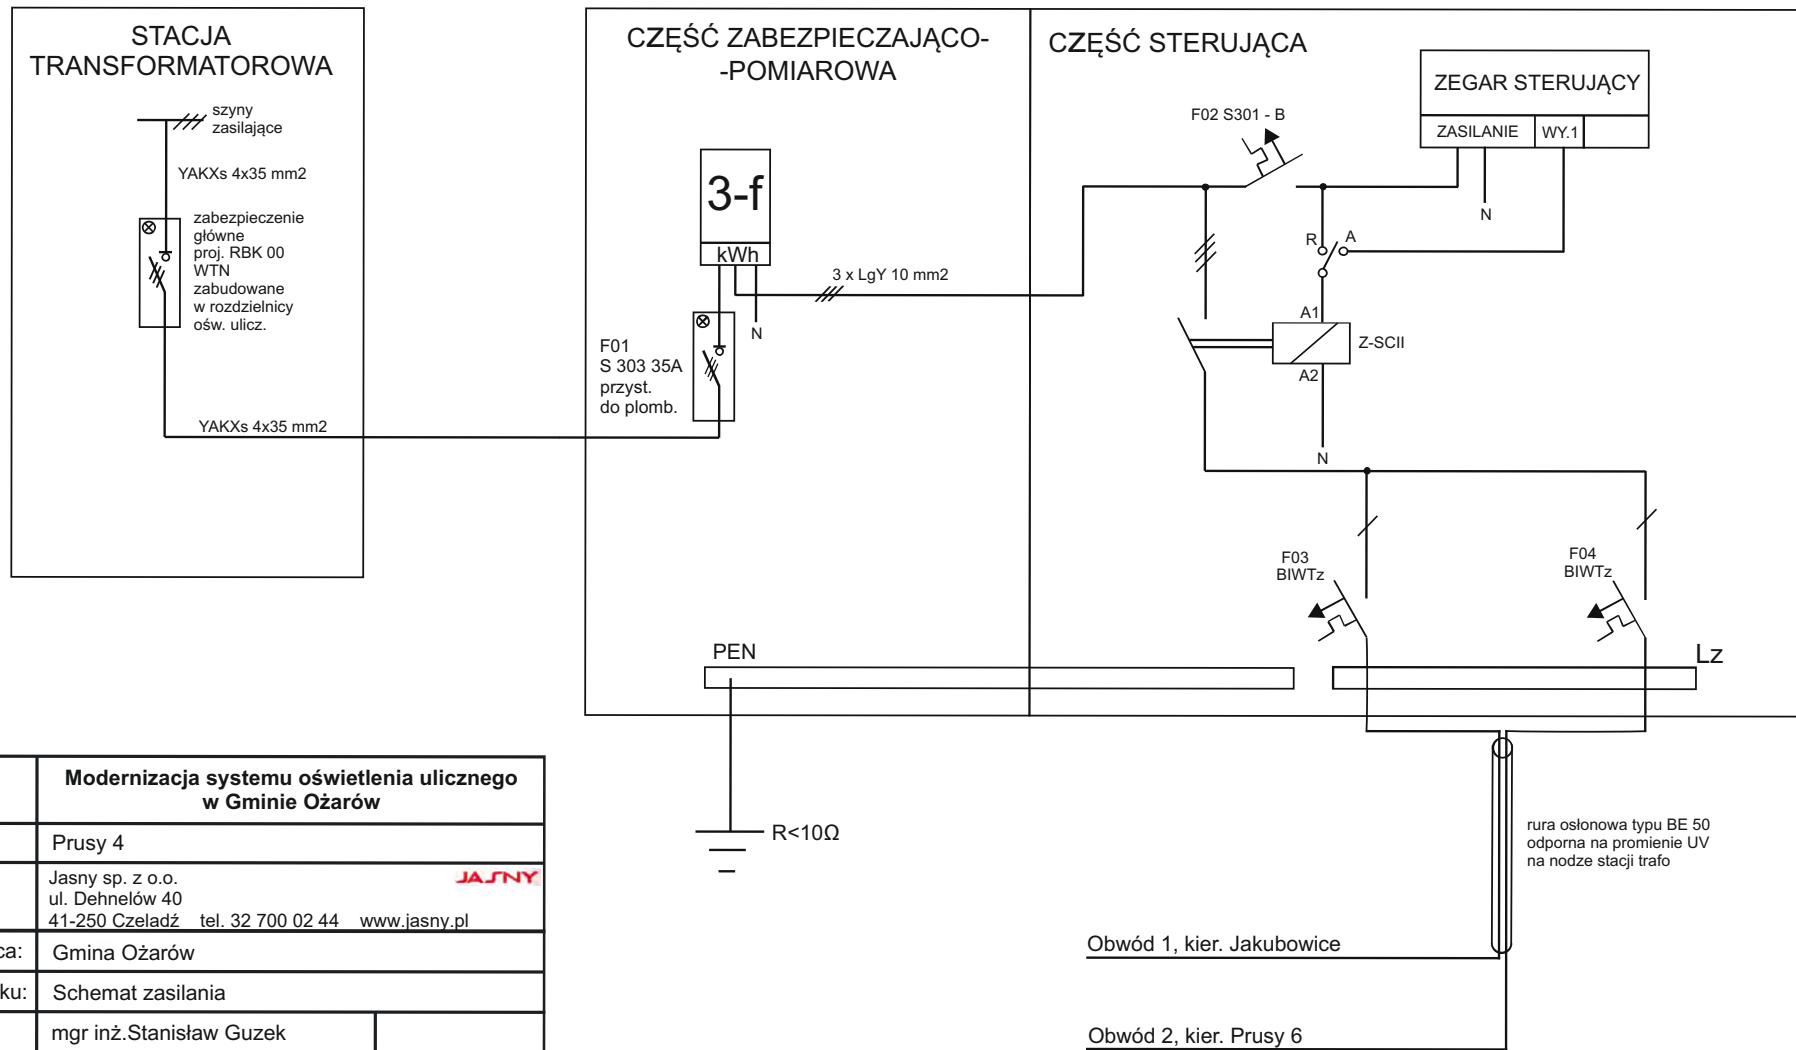 STACJA
TRANSFORMATOROWA
szyny
zasilające
YAKXs 4x35 mm2
zabezpieczenie
główne
proj. RBK 00
WTN
zabudowane
w rozdzielnicy
ośw. ulicz.
YAKXs 4x35 mm2
CZĘŚĆ ZABEZPIECZAJĄCO-
-POMIAROWA
3-f
kWh
N
3 x LgY 10 mm2
F01
S 303 35A
przyst.
do plomb.
CZĘŚĆ STERUJĄCA
ZEGAR STERUJĄCY
ZASILANIE WY.1
F02 S301 - B
N
R A
A1
Z-SCII
A2
N
F03
BIWTz
F04
BIWTz
PEN
Lz
R<10Ω
rura osłonowa typu BE 50
odporna na promienie UV
na nodze stacji trafo
Obwód 1, kier. Jakubowice
Obwód 2, kier. Prusy 6
Modernizacja systemu oświetlenia ulicznego
w Gminie Ożarów
Prusy 4
Jasny sp. z o.o.
JASNY
ul. Dehnelów 40
41-250 Czeladź tel. 32 700 02 44 www.jasny.pl
ca: Gmina Ożarów
ku: Schemat zasilania
mgr inż.Stanisław Guzek